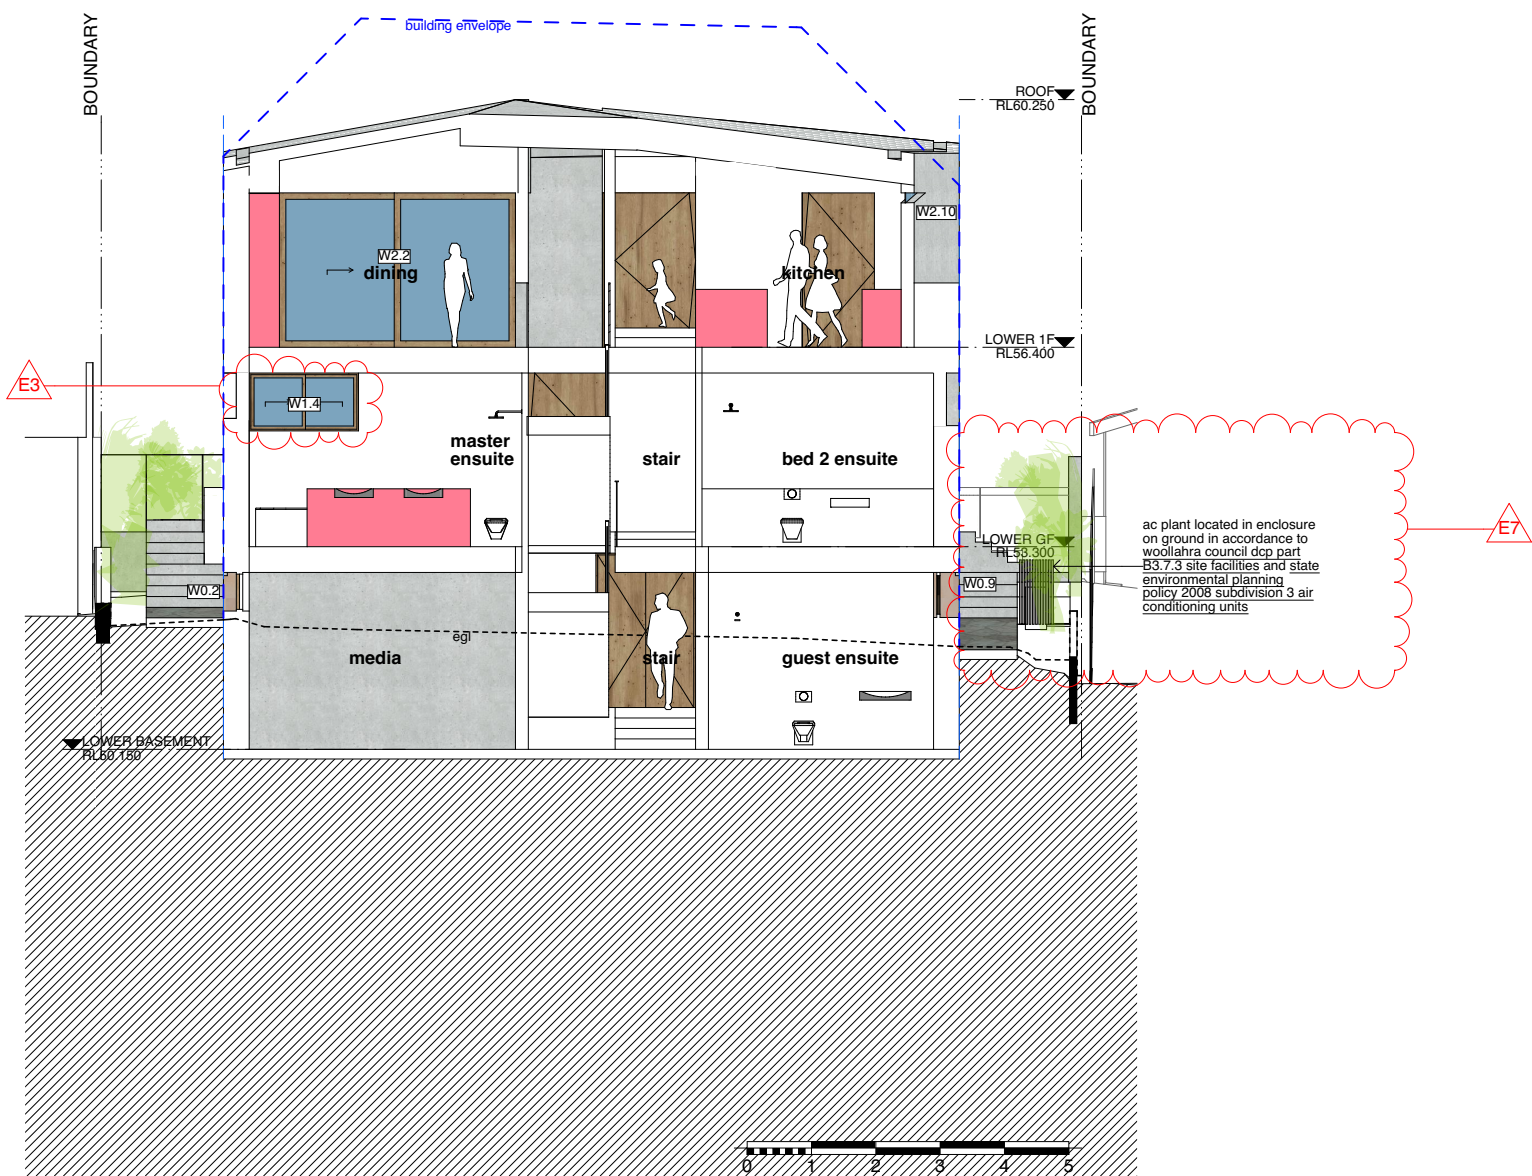 building envelope
BOUNDARY
BOUNDARY
ROOF
RL60.250
W2.10
W2.2
dining
kitchen
LOWER 1F
RL56.400
E3
W1.4
master
ensuite
stair
bed 2 ensuite
E7
ac plant located in enclosure
on ground in accordance to
woollahra council dcp part
B3.7.3 site facilities and state
environmental planning
policy 2008 subdivision 3 air
conditioning units
LOWER GF
RL53.300
W0.2
W0.9
egl
media
stair
guest ensuite
LOWER BASEMENT
RL50.150
0 1 2 3 4 5